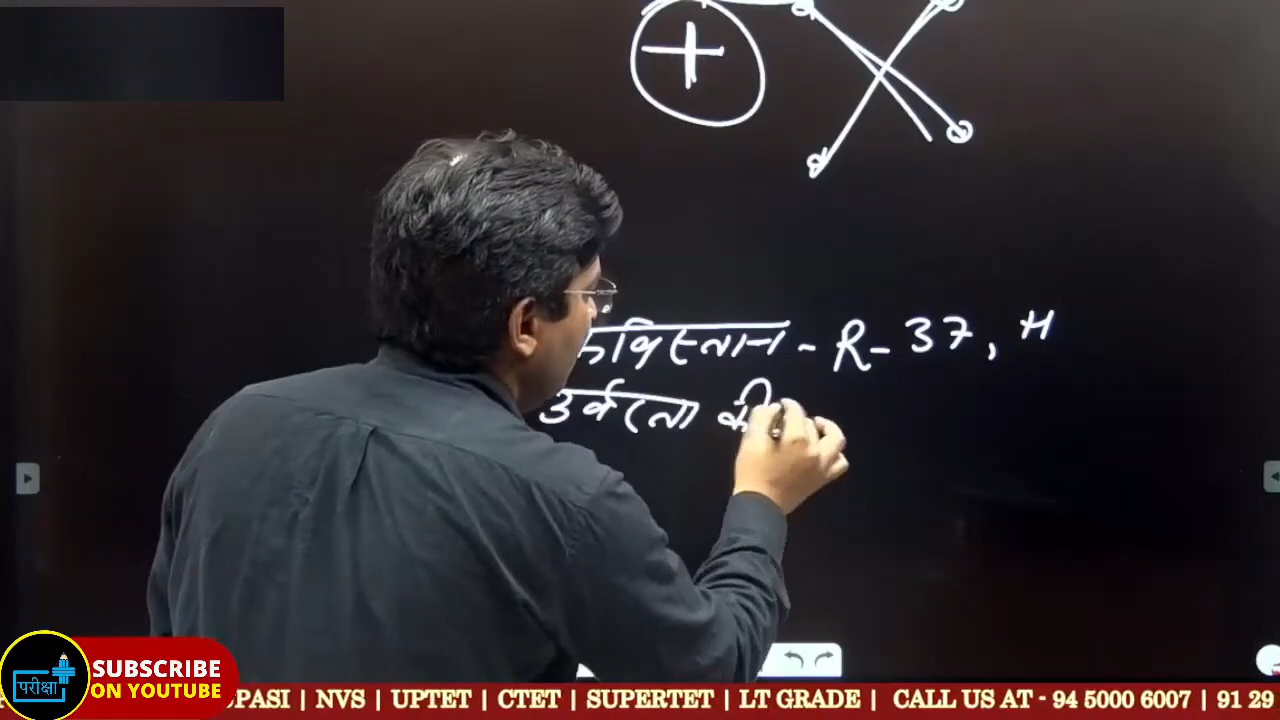 कब्रिस्तान - R - 37, H
उर्वरता की
परीक्षा
SUBSCRIBE
ON YOUTUBE
PASI | NVS | UPTET | CTET | SUPERTET | LT GRADE | CALL US AT - 94 5000 6007 | 91 29